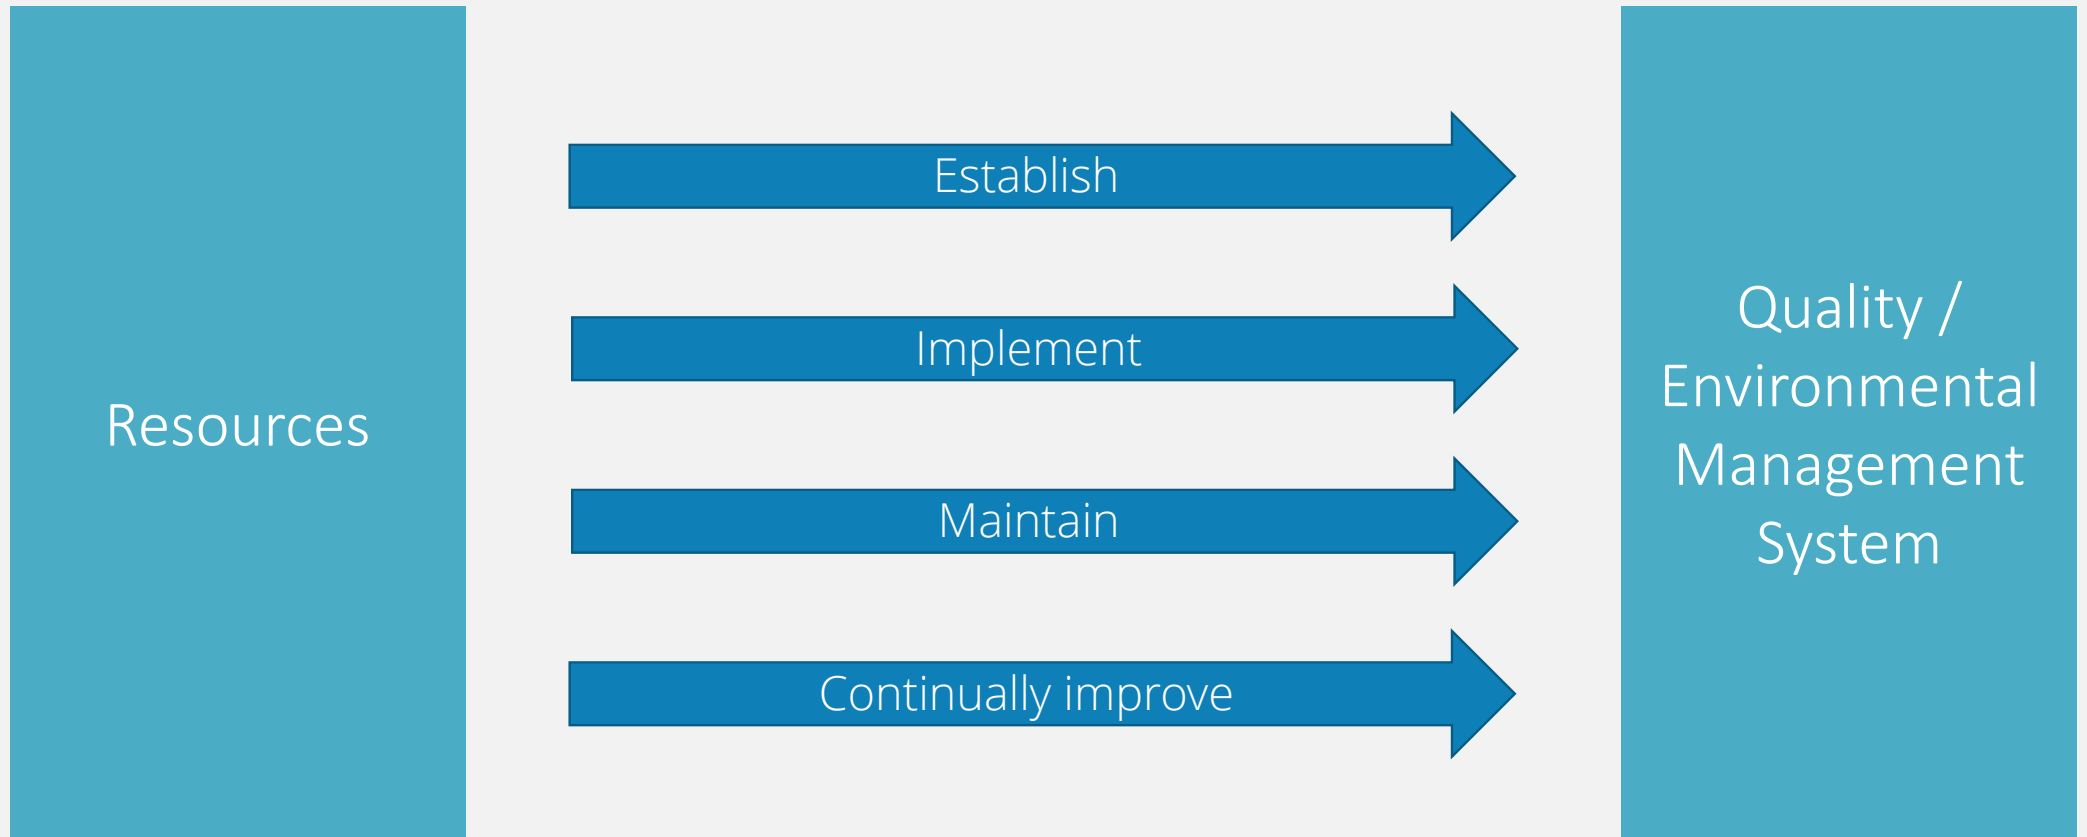 Resources
Establish
Implement
Maintain
Continually improve
Quality /
Environmental
Management
System